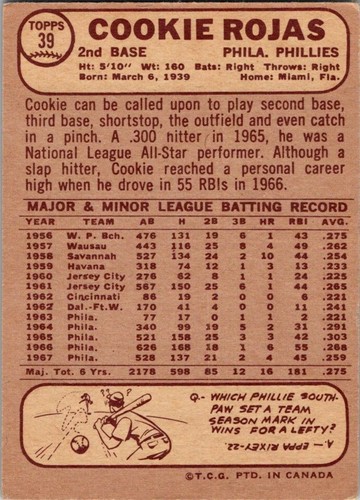 TOPPS
39
COOKIE ROJAS
2nd BASE PHILA. PHILLIES
Ht: 5'10" Wt: 160 Bats: Right Throws: Right
Born: March 6, 1939 Home: Miami, Fla.
Cookie can be called upon to play second base,
third base, shortstop, the outfield and even catch
in a pinch. A .300 hitter in 1965, he was a
National League All-Star performer. Although a
slap hitter, Cookie reached a personal career
high when he drove in 55 RBIs in 1966.
MAJOR & MINOR LEAGUE BATTING RECORD
YEAR TEAM AB H 2B 3B HR RBI AVG.
1956 W. P. Bch. 476 131 19 6 1 43 .275
1957 Wausau 443 116 25 8 4 49 .262
1958 Savannah 527 134 24 2 10 44 .254
1959 Havana 318 74 12 3 1 13 .233
1960 Jersey City 276 62 8 1 1 24 .225
1961 Jersey City 567 150 25 6 1 35 .265
1962 Cincinnati 86 19 2 0 0 6 .221
1962 Dal.-Ft.W. 170 41 4 0 0 11 .241
1963 Phila. 77 17 0 1 1 2 .221
1964 Phila. 340 99 19 5 2 31 .291
1965 Phila. 521 158 25 3 3 42 .303
1966 Phila. 626 168 18 1 6 55 .268
1967 Phila. 528 137 21 2 4 45 .259
Maj. Tot. 6 Yrs. 2178 598 85 12 16 181 .275
Q- WHICH PHILLIE SOUTH-
PAW SET A TEAM
SEASON MARK IN
WINS FOR A LEFTY?
A- EPPA RIXEY-22.
©T.C.G. PTD. IN CANADA